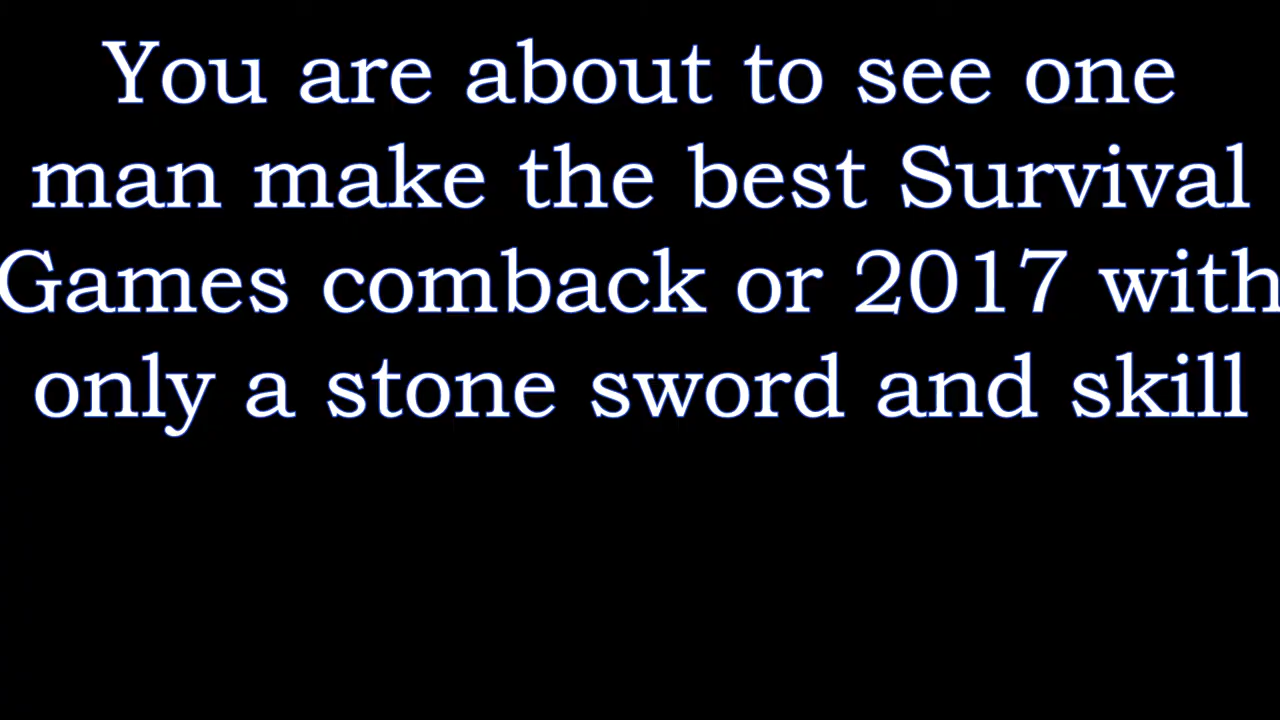 You are about to see one
man make the best Survival
Games comback or 2017 with
only a stone sword and skill